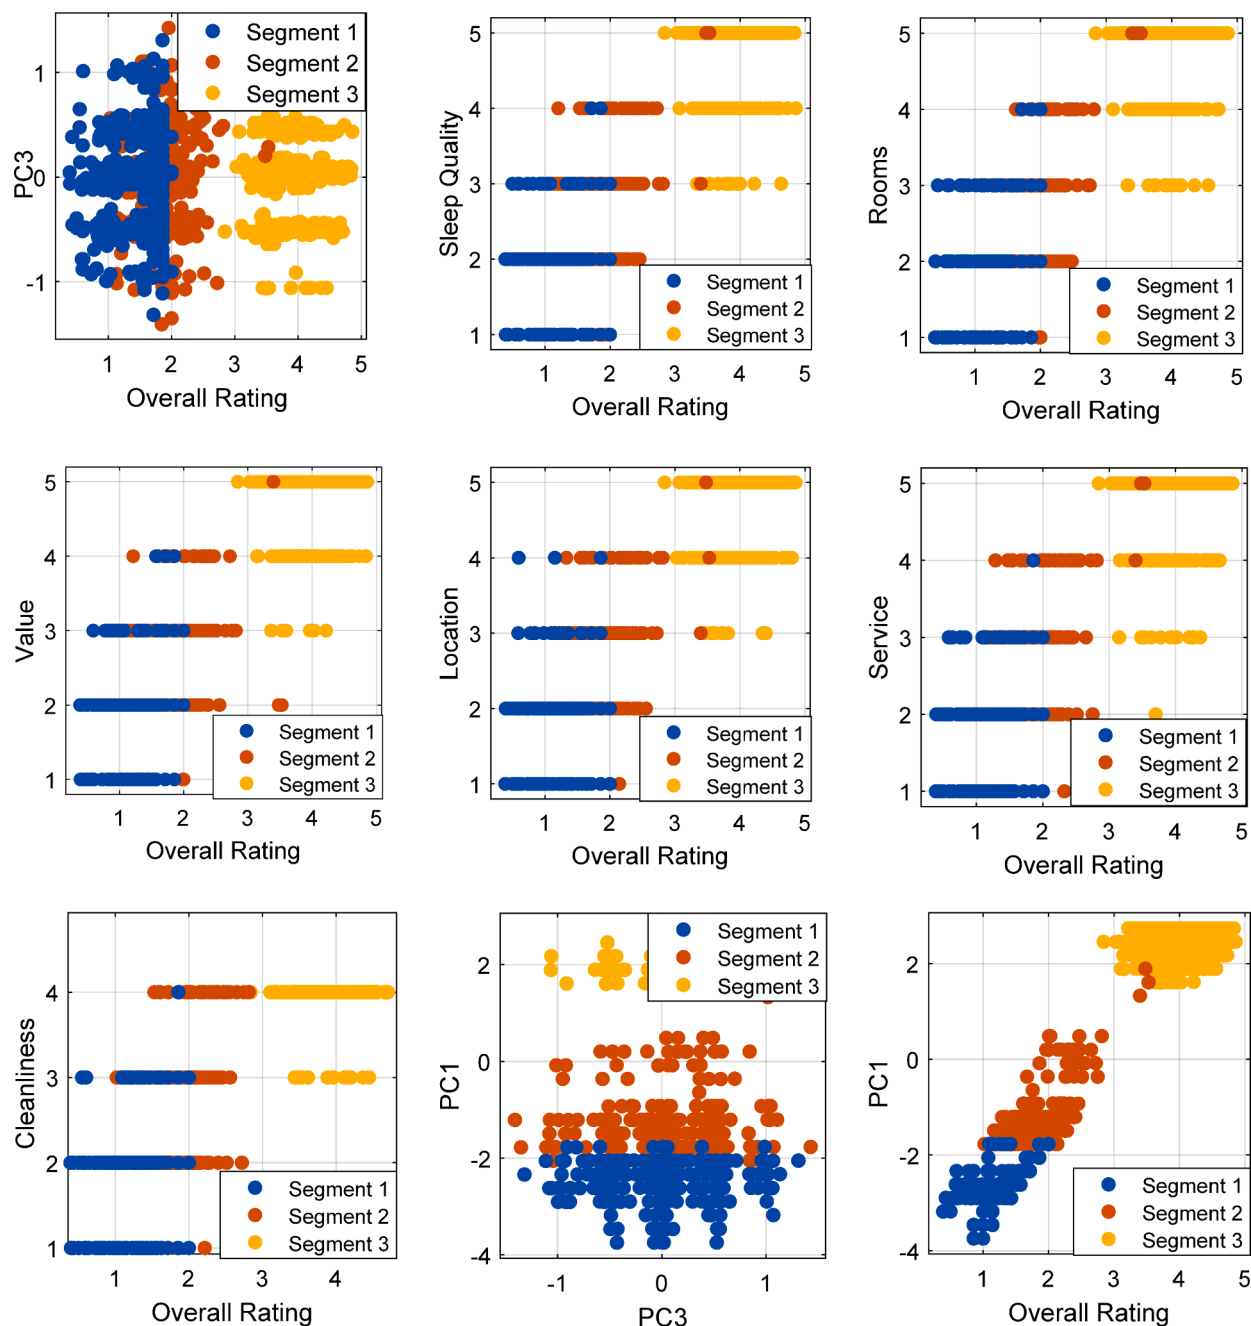 Segment 1
Segment 2
Segment 3
1
0
-1
PC3
1 2 3 4 5
Overall Rating
5
4
3
2
1
Sleep Quality
Segment 1
Segment 2
Segment 3
1 2 3 4 5
Overall Rating
5
4
3
2
1
Rooms
Segment 1
Segment 2
Segment 3
1 2 3 4 5
Overall Rating
5
4
3
2
1
Value
Segment 1
Segment 2
Segment 3
1 2 3 4 5
Overall Rating
5
4
3
2
1
Location
Segment 1
Segment 2
Segment 3
1 2 3 4 5
Overall Rating
5
4
3
2
1
Service
Segment 1
Segment 2
Segment 3
1 2 3 4 5
Overall Rating
4
3
2
1
Cleanliness
Segment 1
Segment 2
Segment 3
1 2 3 4
Overall Rating
Segment 1
Segment 2
Segment 3
2
0
-2
-4
PC1
-1 0 1
PC3
2
0
-2
-4
PC1
Segment 1
Segment 2
Segment 3
1 2 3 4 5
Overall Rating